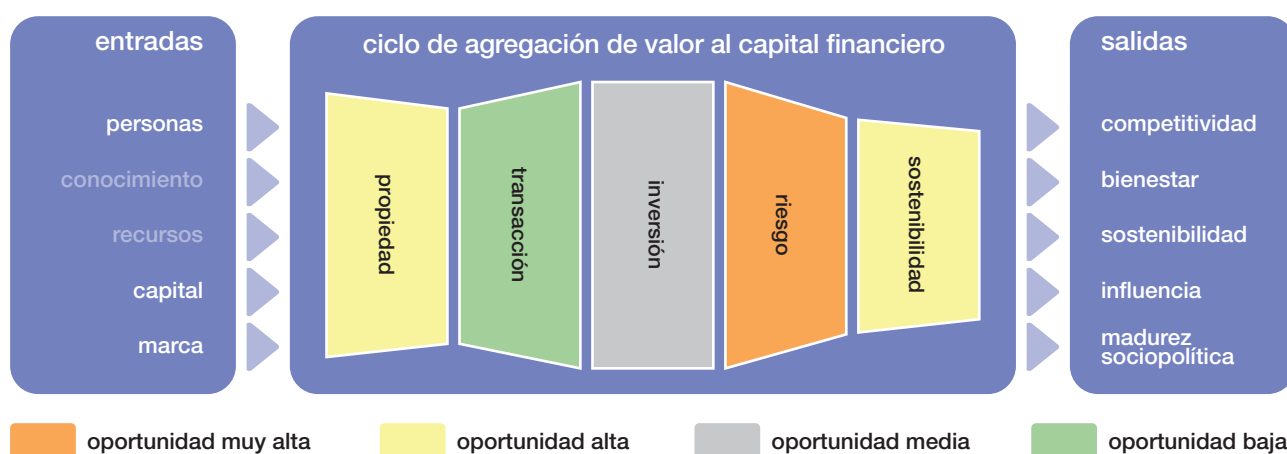 entradas
personas
conocimiento
recursos
capital
marca
ciclo de agregación de valor al capital financiero
propiedad
transacción
inversión
riesgo
sostenibilidad
salidas
competitividad
bienestar
sostenibilidad
influencia
madurez
sociopolítica
oportunidad muy alta
oportunidad alta
oportunidad media
oportunidad baja